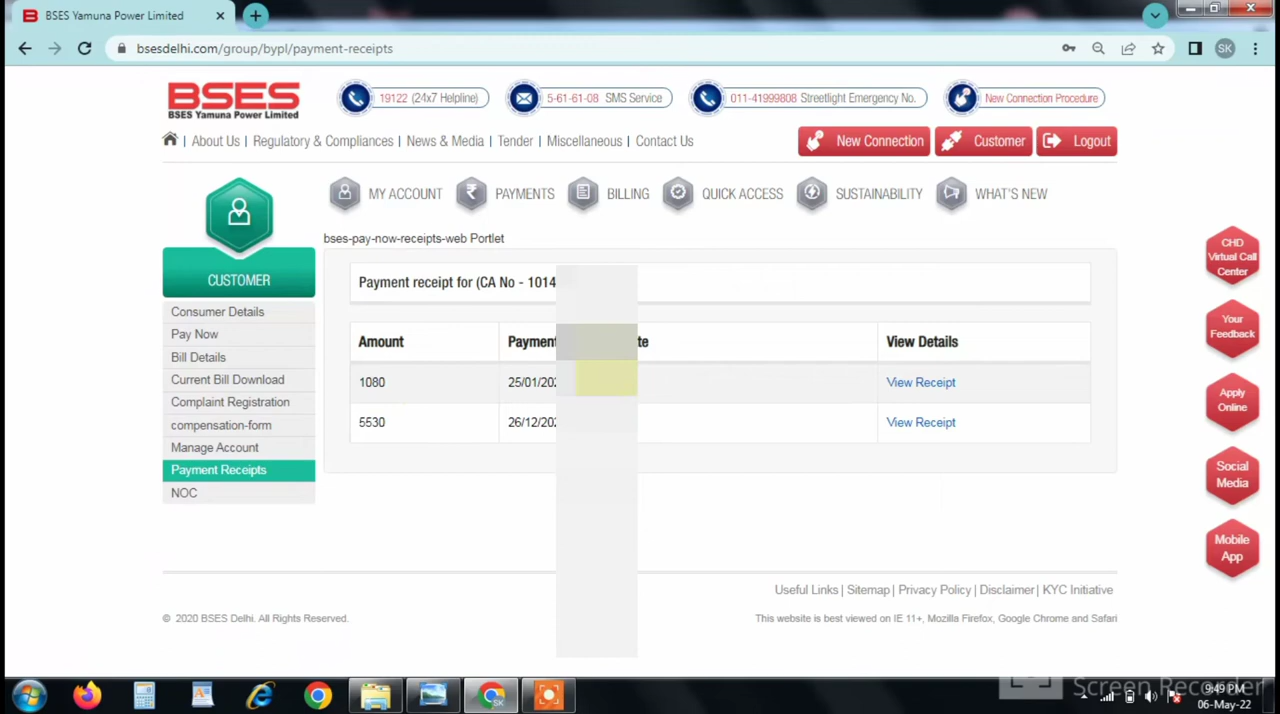 BSES Yamuna Power Limited
bsesdelhi.com/group/bypl/payment-receipts
SK
BSES
BSES Yamuna Power Limited
19122 (24x7 Helpline)
5-61-61-08 SMS Service
011-41999808 Streetlight Emergency No.
New Connection Procedure
| About Us | Regulatory & Compliances | News & Media | Tender | Miscellaneous | Contact Us
New Connection
Customer
Logout
MY ACCOUNT
PAYMENTS
BILLING
QUICK ACCESS
SUSTAINABILITY
WHAT'S NEW
CUSTOMER
Consumer Details
Pay Now
Bill Details
Current Bill Download
Complaint Registration
compensation-form
Manage Account
Payment Receipts
NOC
bses-pay-now-receipts-web Portlet
Payment receipt for (CA No - 1014
Amount Payment View Details
1080 25/01/202 View Receipt
5530 26/12/202 View Receipt
CHD
Virtual Call
Center
Your
Feedback
Apply
Online
Social
Media
Mobile
App
Useful Links | Sitemap | Privacy Policy | Disclaimer | KYC Initiative
© 2020 BSES Delhi. All Rights Reserved.
This website is best viewed on IE 11+, Mozilla Firefox, Google Chrome and Safari
Screen Recorder
9:49 PM
06-May-22